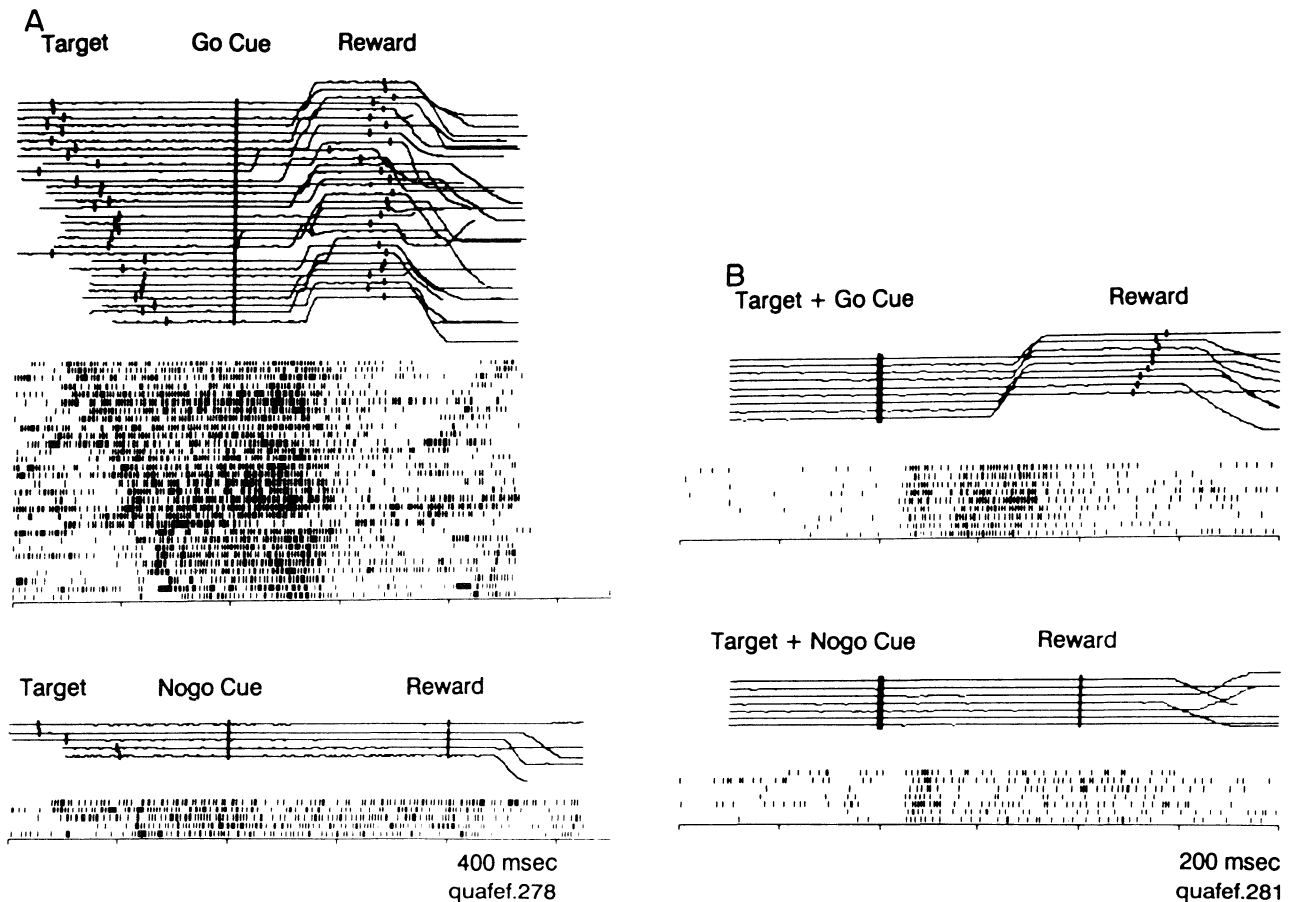 A
Target Go Cue Reward
Target Nogo Cue Reward
400 msec
quafef.278
B
Target + Go Cue Reward
Target + Nogo Cue Reward
200 msec
quafef.281